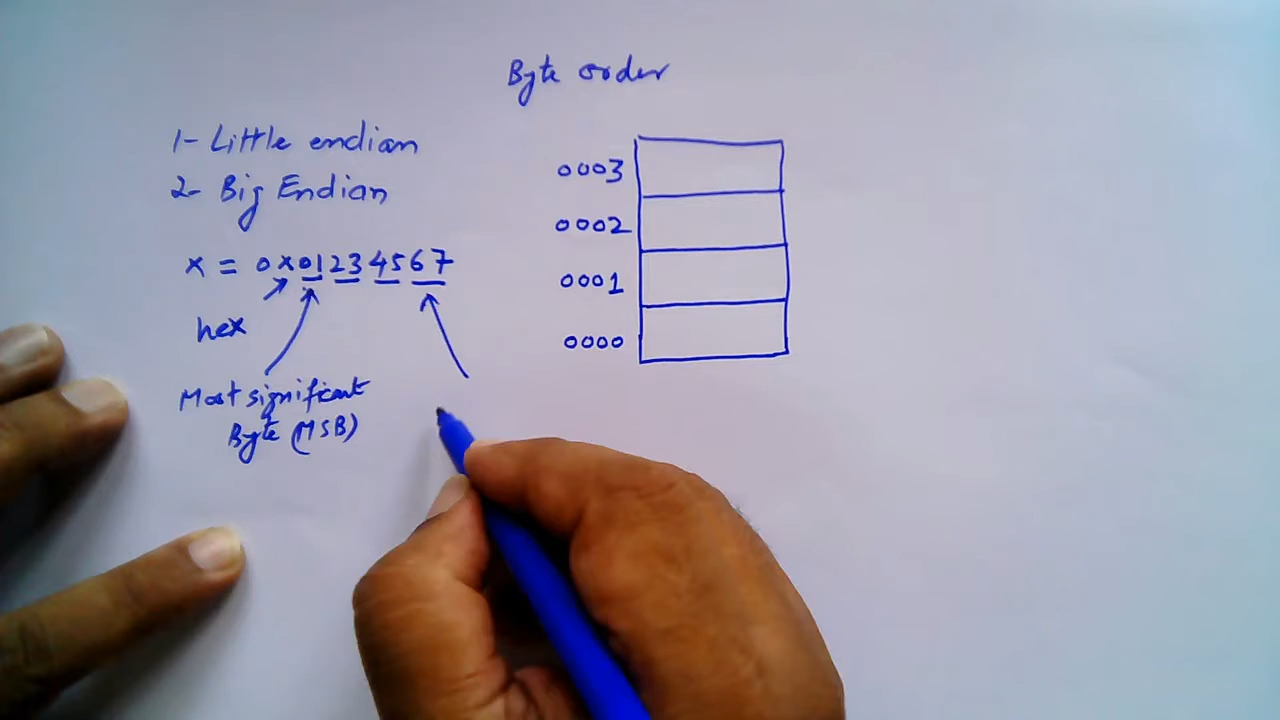 Byte order
1- Little endian
2- Big Endian
x = 0x01234567
hex
Most significant
Byte (MSB)
0003
0002
0001
0000